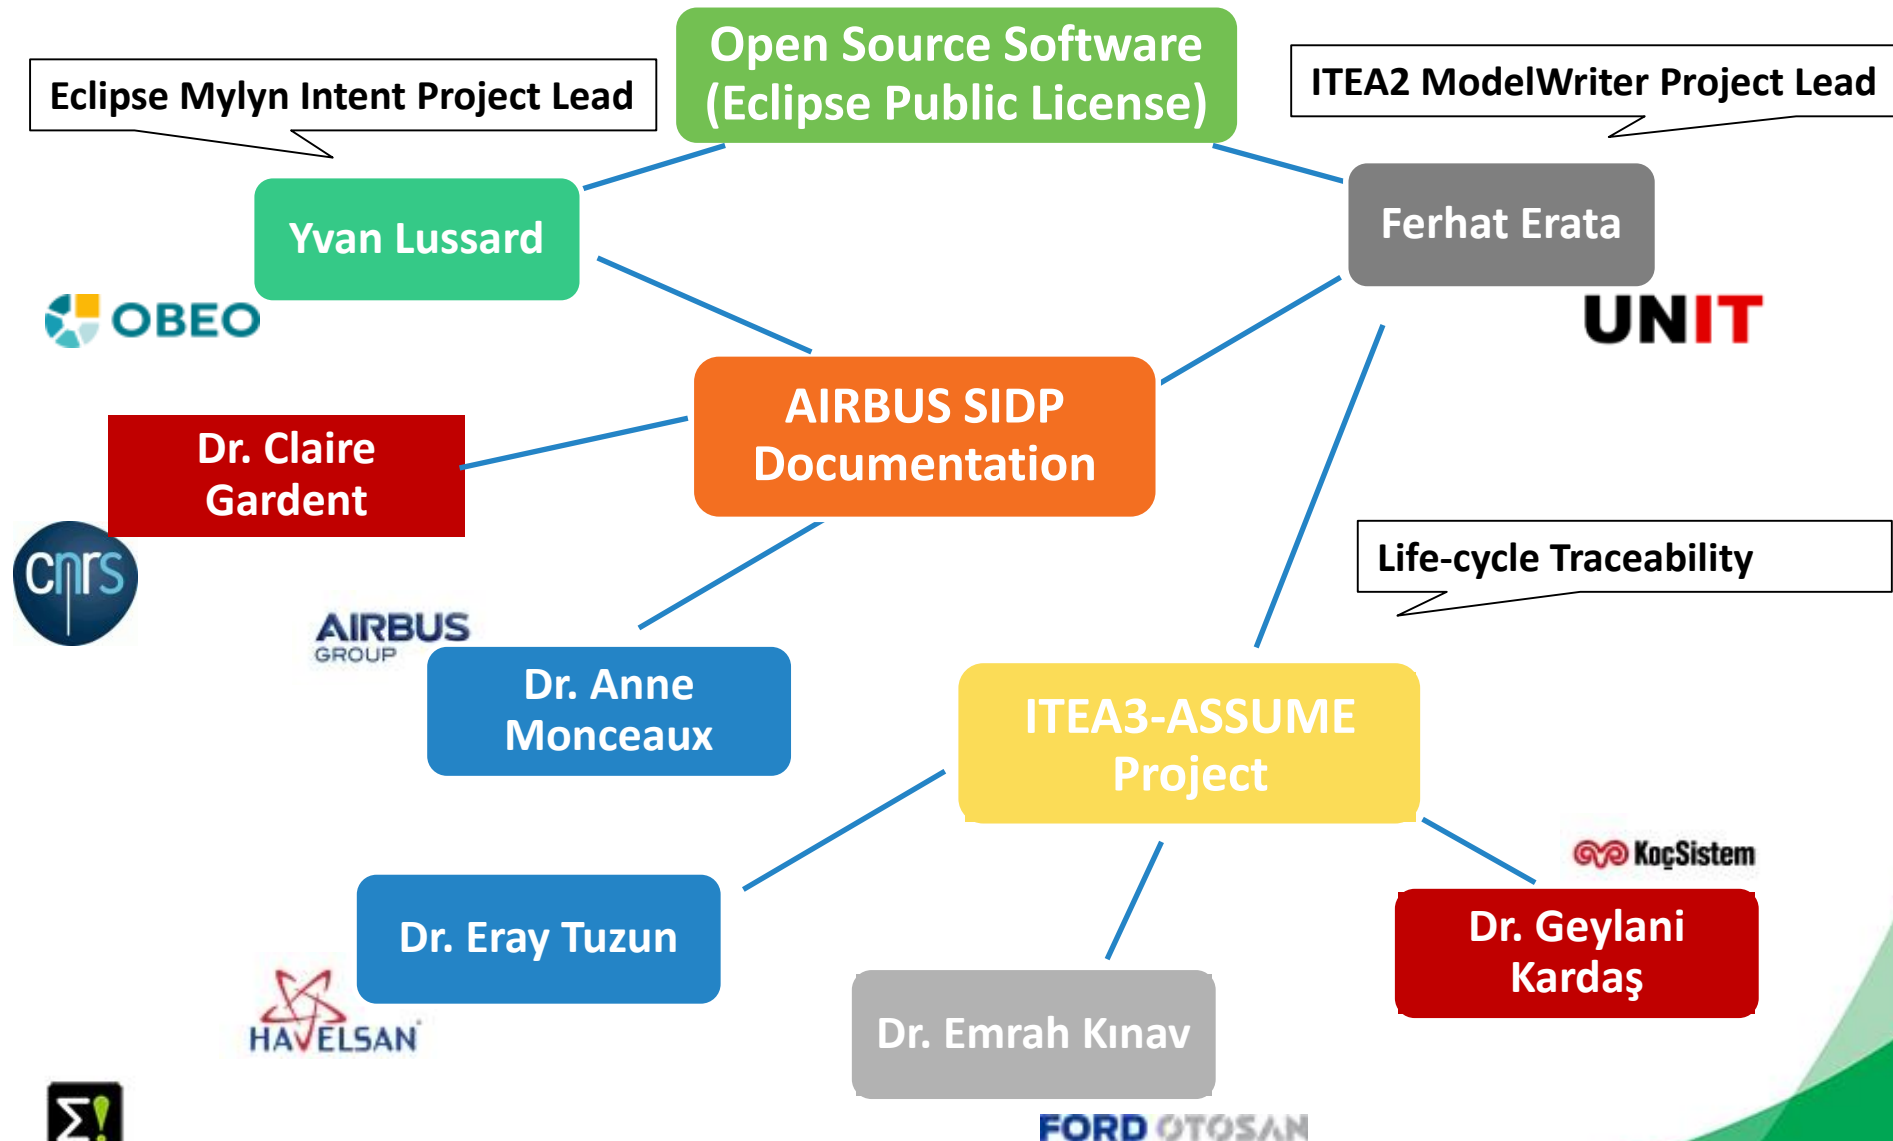 Open Source Software
(Eclipse Public License)
Eclipse Mylyn Intent Project Lead
ITEA2 ModelWriter Project Lead
Yvan Lussard
Ferhat Erata
OBEO
UNIT
AIRBUS SIDP
Documentation
Dr. Claire
Gardent
cnrs
Life-cycle Traceability
AIRBUS
GROUP
Dr. Anne
Monceaux
ITEA3-ASSUME
Project
KoçSistem
Dr. Eray Tuzun
Dr. Geylani
Kardaş
HAVELSAN
Dr. Emrah Kınav
Σ!
FORD OTOSAN